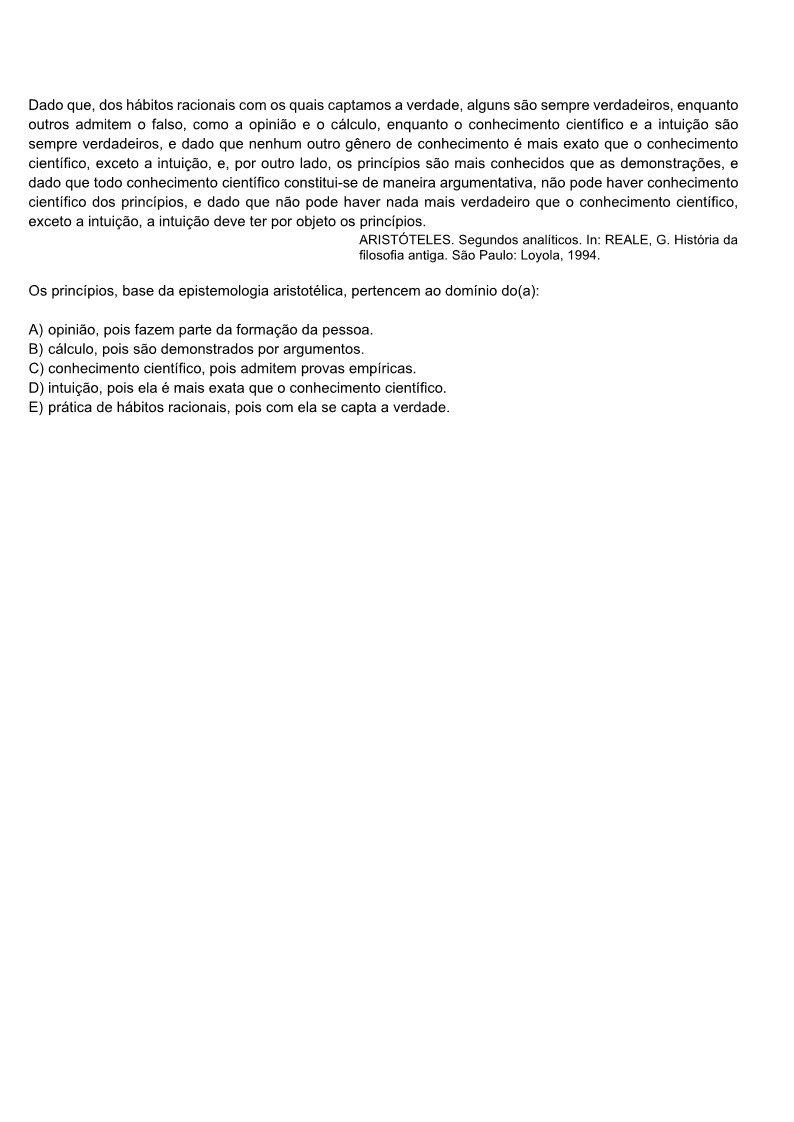 Dado que, dos hábitos racionais com os quais captamos a verdade, alguns são sempre verdadeiros, enquanto
outros admitem o falso, como a opinião e o cálculo, enquanto o conhecimento científico e a intuição são
sempre verdadeiros, e dado que nenhum outro gênero de conhecimento é mais exato que o conhecimento
científico, exceto a intuição, e, por outro lado, os princípios são mais conhecidos que as demonstrações, e
dado que todo conhecimento científico constitui-se de maneira argumentativa, não pode haver conhecimento
científico dos princípios, e dado que não pode haver nada mais verdadeiro que o conhecimento científico,
exceto a intuição, a intuição deve ter por objeto os princípios.
ARISTÓTELES. Segundos analíticos. In: REALE, G. História da
filosofia antiga. São Paulo: Loyola, 1994.
Os princípios, base da epistemologia aristotélica, pertencem ao domínio do(a):
A) opinião, pois fazem parte da formação da pessoa.
B) cálculo, pois são demonstrados por argumentos.
C) conhecimento científico, pois admitem provas empíricas.
D) intuição, pois ela é mais exata que o conhecimento científico.
E) prática de hábitos racionais, pois com ela se capta a verdade.